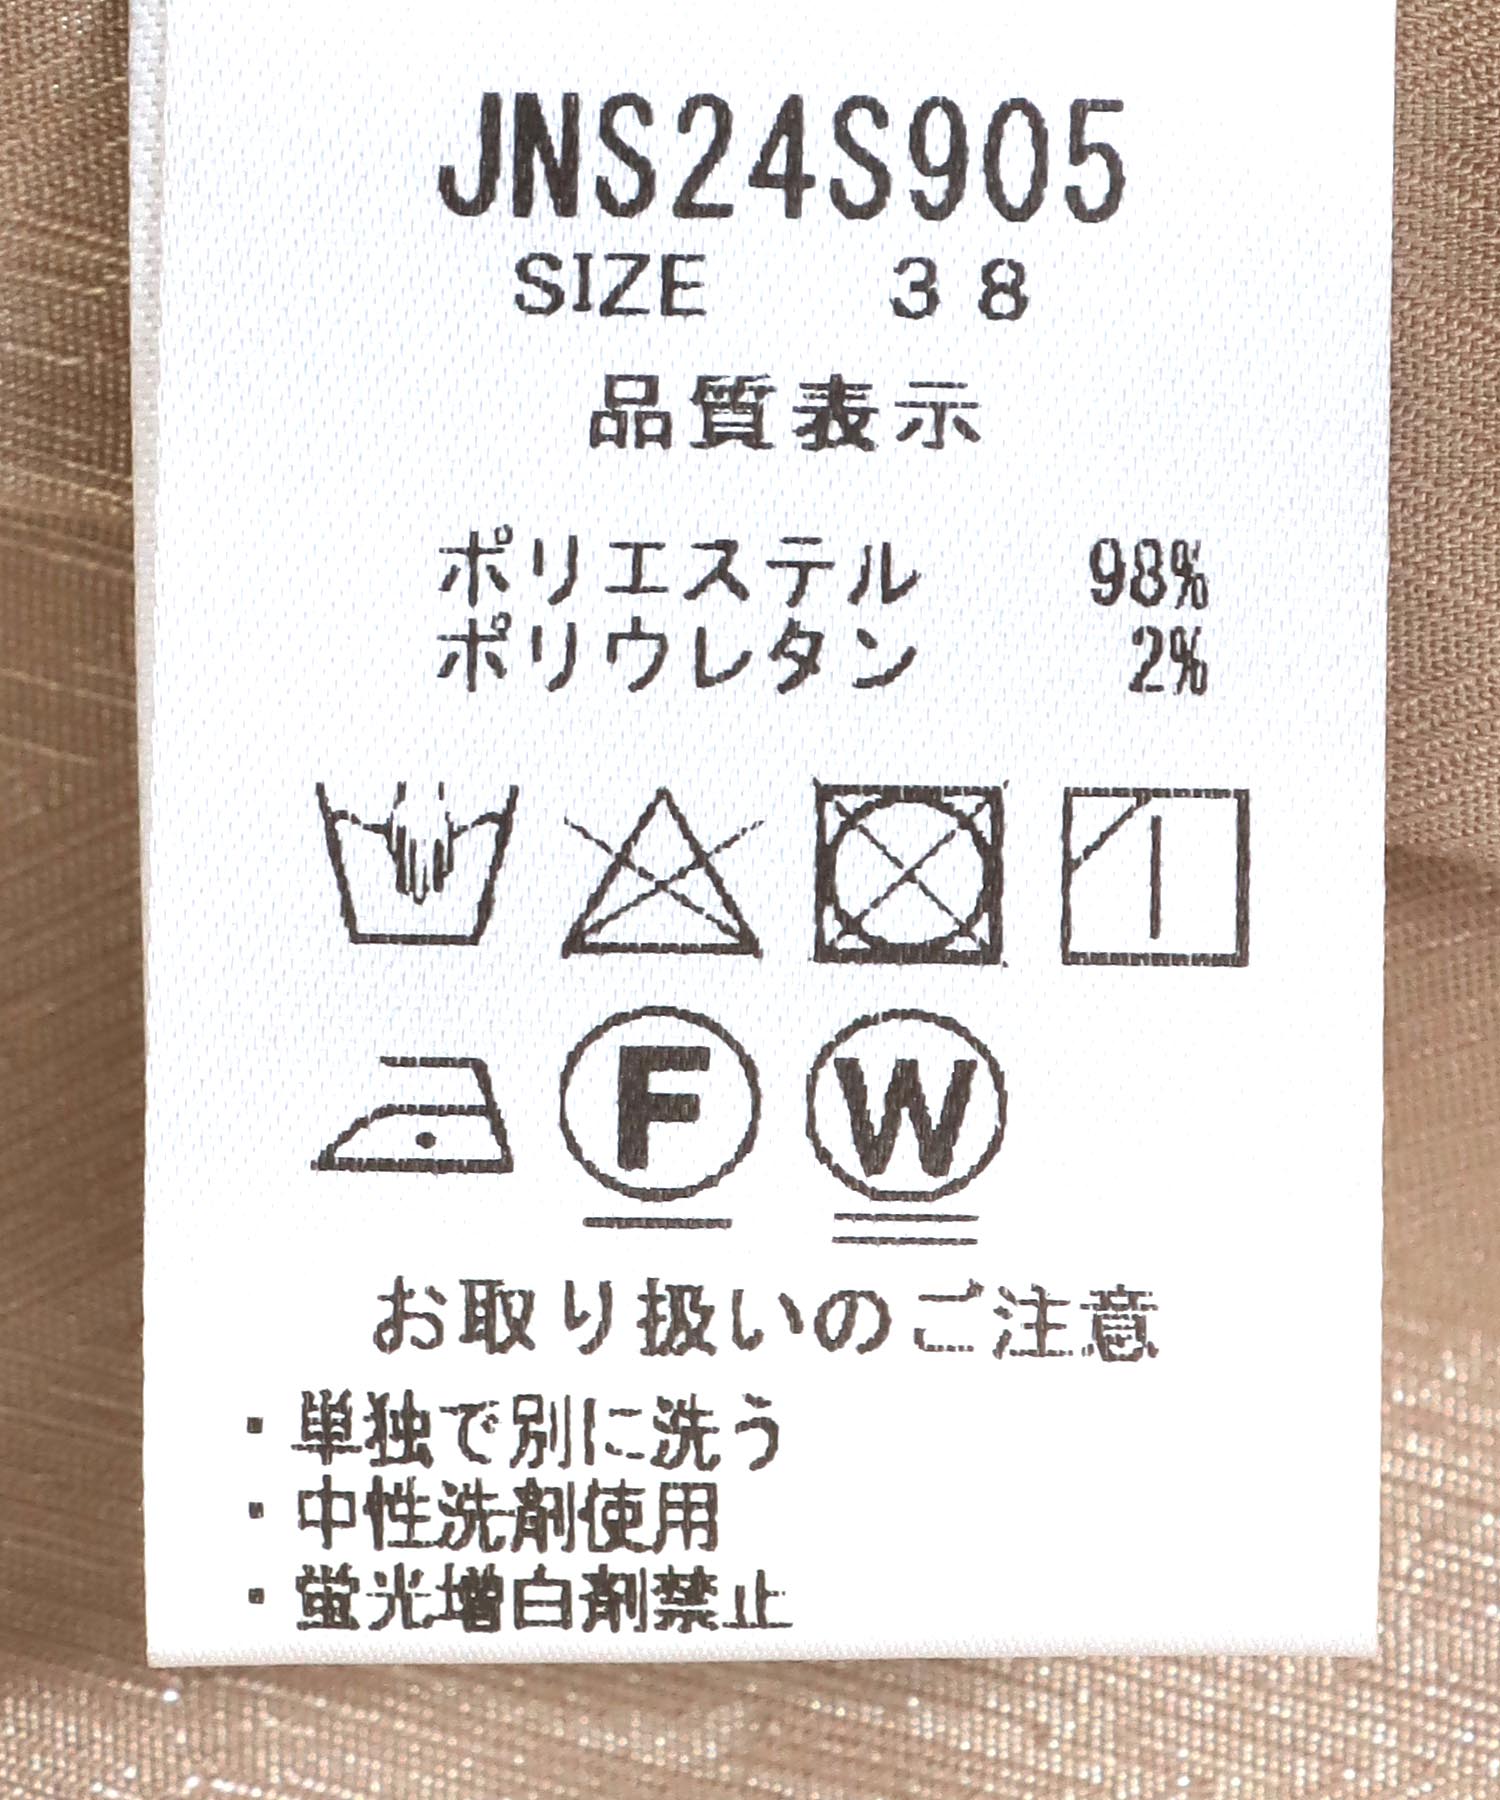 JNS24S905
SIZE 38
品質表示
ポリエステル 98%
ポリウレタン 2%
F W
お取り扱いのご注意
・単独で別に洗う
・中性洗剤使用
・蛍光増白剤禁止